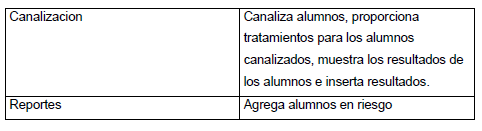 Canalizacion
Canaliza alumnos, proporciona
tratamientos para los alumnos
canalizados, muestra los resultados de
los alumnos e inserta resultados.
Reportes
Agrega alumnos en riesgo